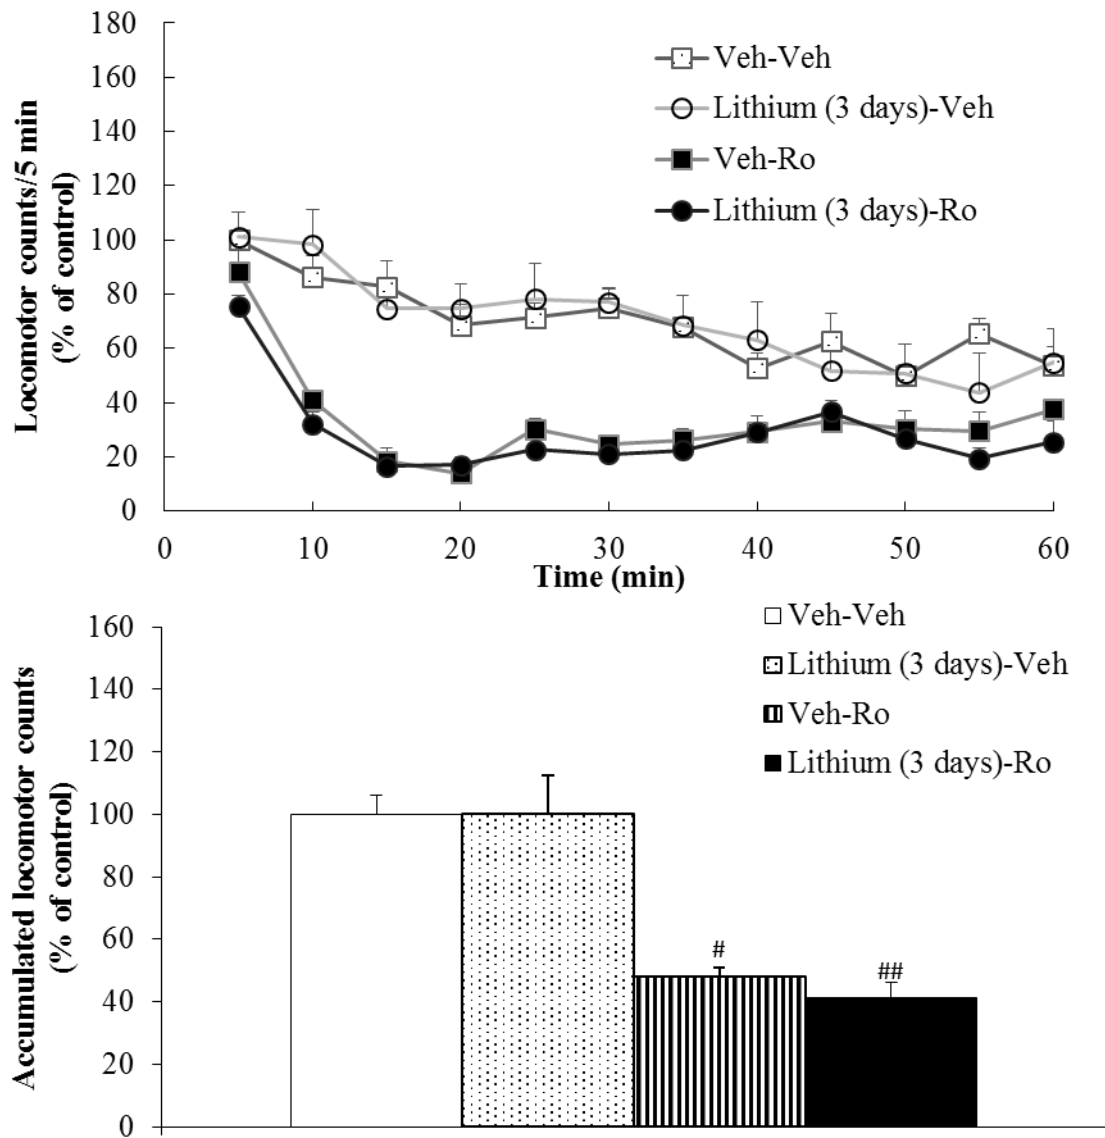 180
160
140
120
100
80
60
40
20
0
Locomotor counts/5 min
(% of control)
Veh-Veh
Lithium (3 days)-Veh
Veh-Ro
Lithium (3 days)-Ro
0 10 20 30 40 50 60
Time (min)
160
140
120
100
80
60
40
20
0
Accumulated locomotor counts
(% of control)
Veh-Veh
Lithium (3 days)-Veh
Veh-Ro
Lithium (3 days)-Ro
#
##